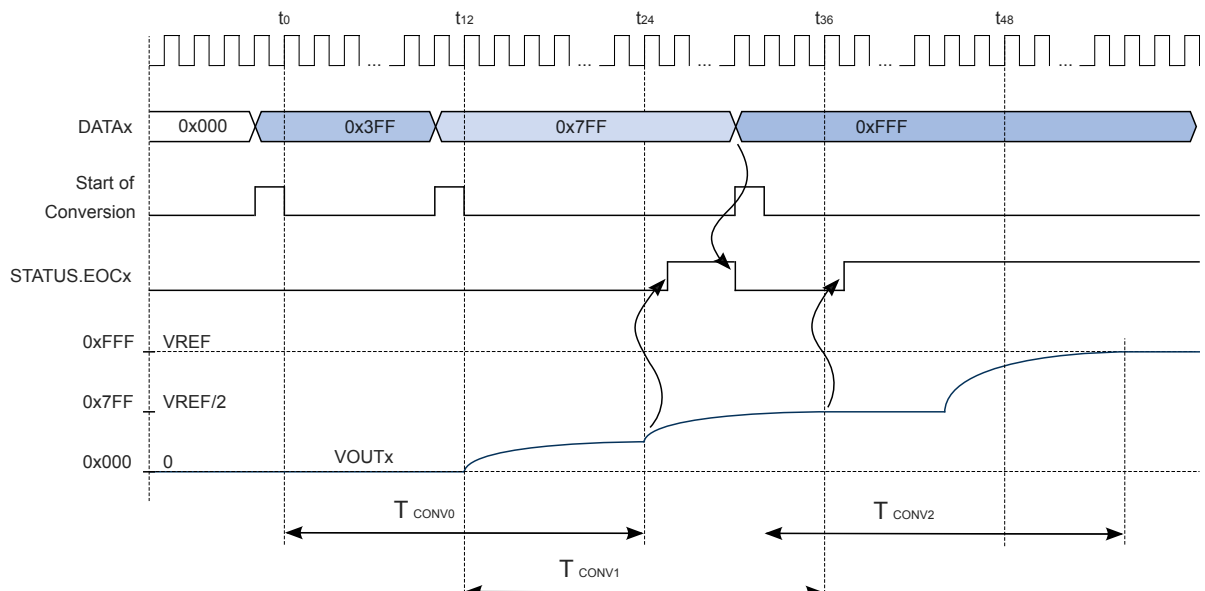 t0 t12 t24 t36 t48
... ... ... ... ...
DATAx 0x000 0x3FF 0x7FF 0xFFF
Start of
Conversion
STATUS.EOCx
0xFFF VREF
0x7FF VREF/2
0x000 0 VOUTx
T CONV0 T CONV2
T CONV1